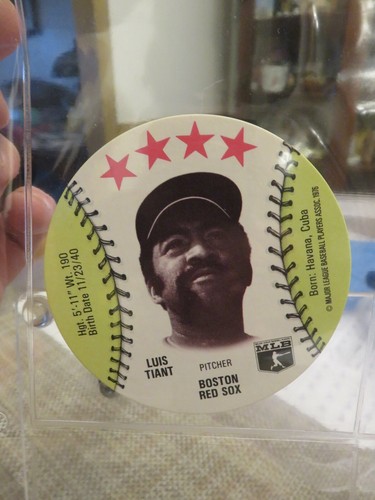 Hgt. 5'-11" Wt. 190
Birth Date 11/23/40
Born: Havana, Cuba
© MAJOR LEAGUE BASEBALL PLAYERS ASSOC. 1976
LUIS
TIANT
PITCHER
BOSTON
RED SOX
MLB